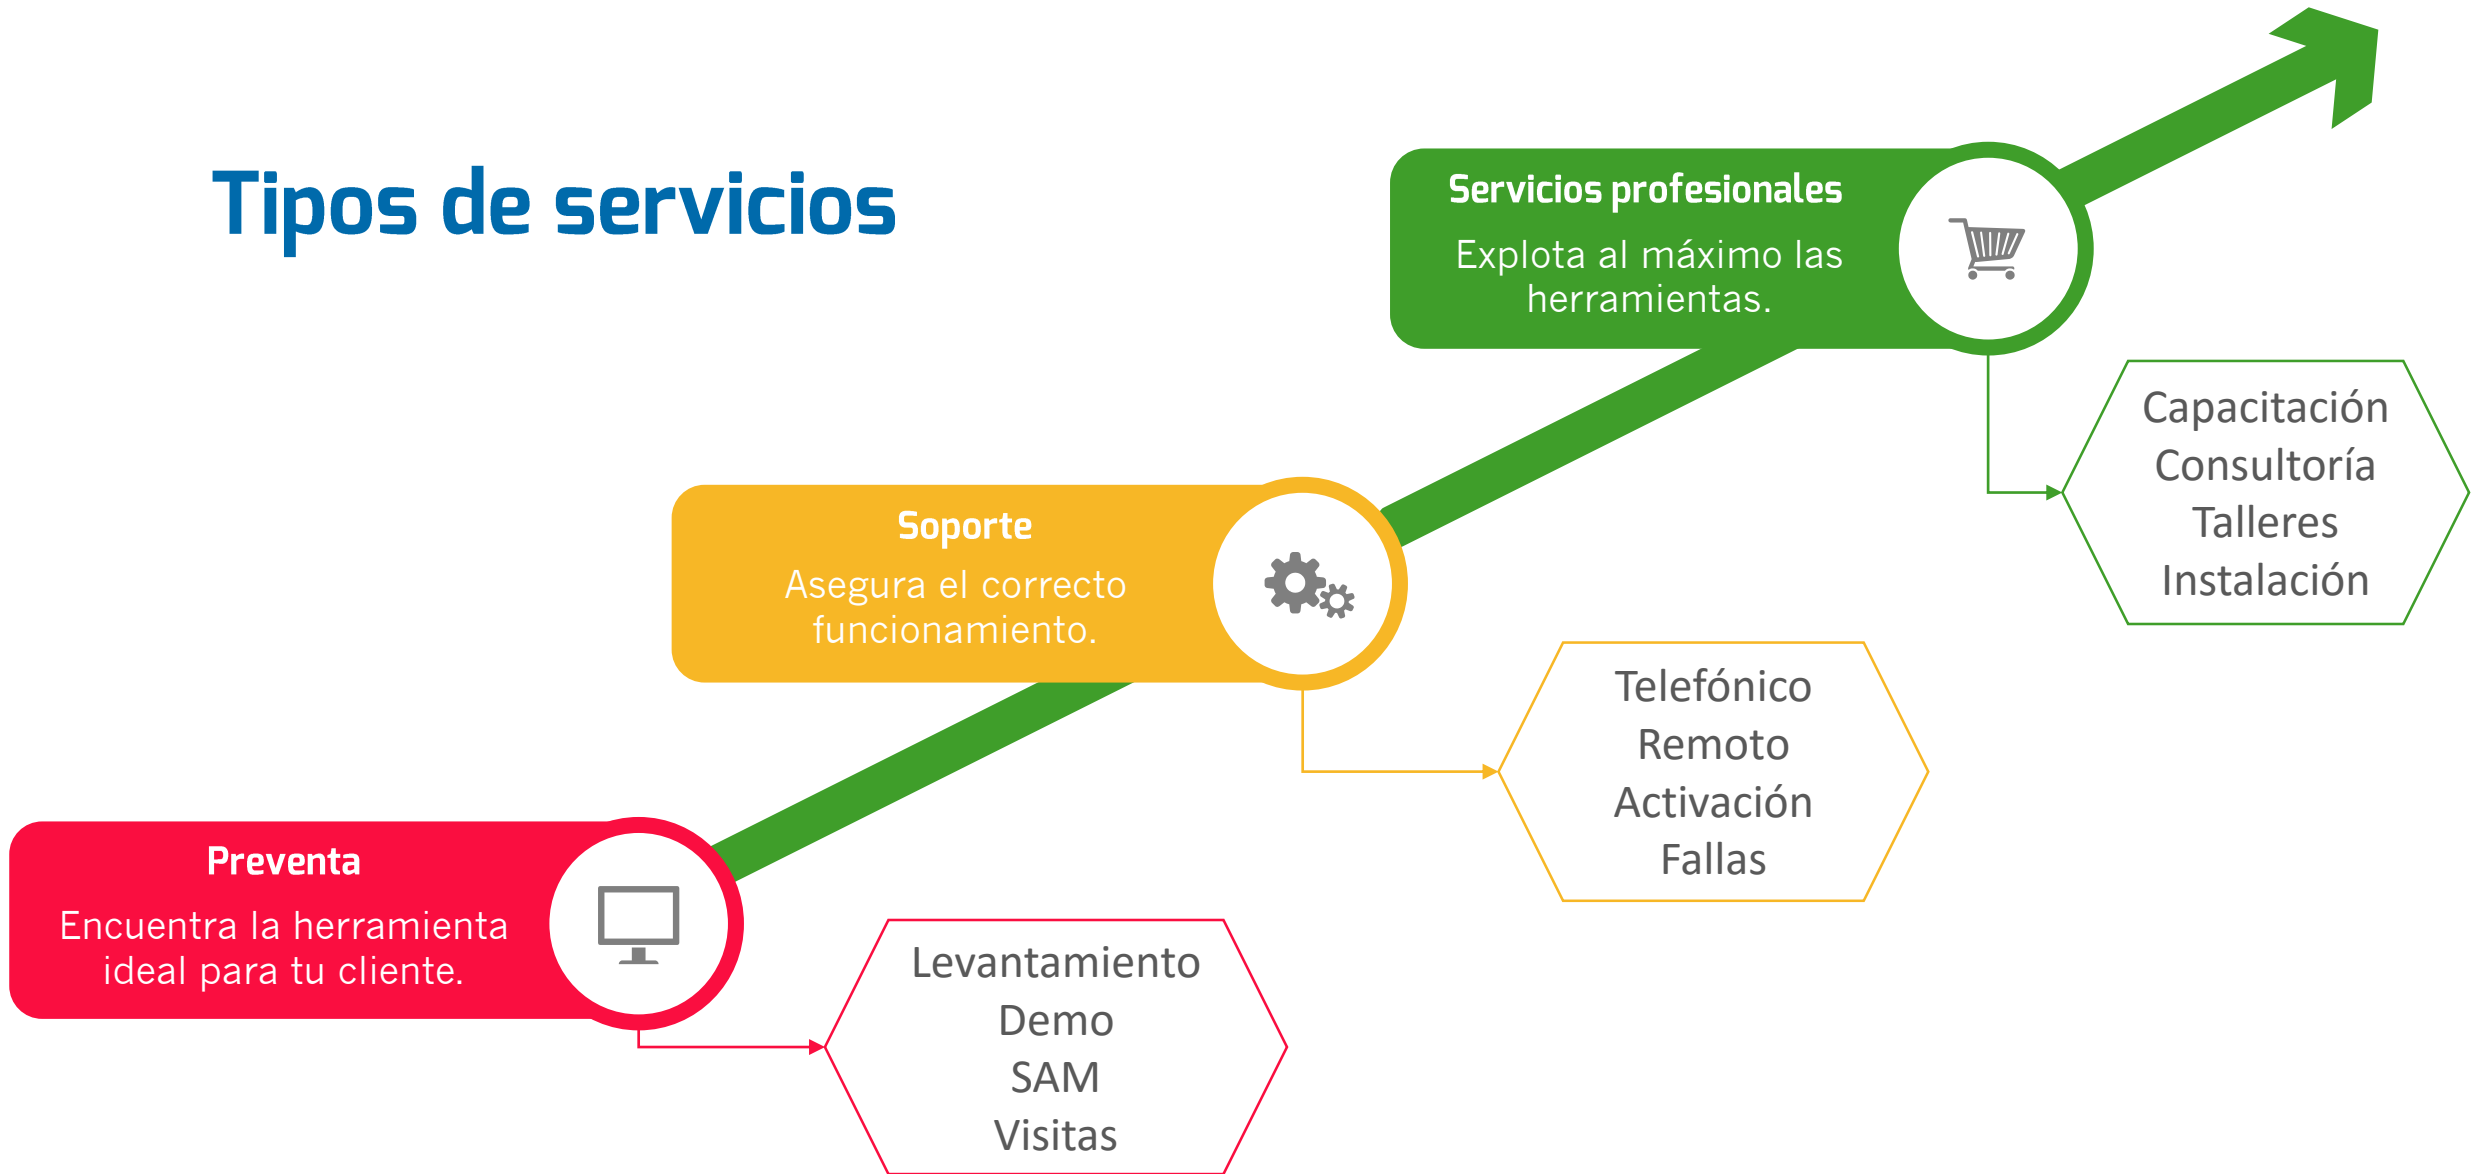 Tipos de servicios
Servicios profesionales
Explota al máximo las
herramientas.
Capacitación
Consultoría
Talleres
Instalación
Soporte
Asegura el correcto
funcionamiento.
Telefónico
Remoto
Activación
Fallas
Preventa
Encuentra la herramienta
ideal para tu cliente.
Levantamiento
Demo
SAM
Visitas